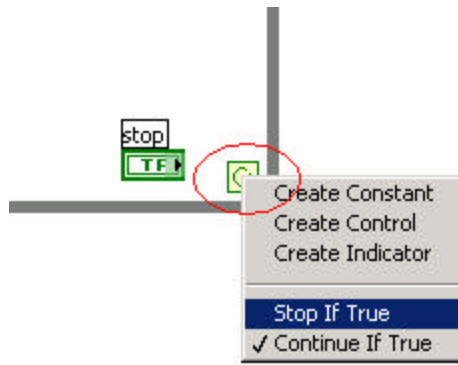 stop
TF
Create Constant
Create Control
Create Indicator
Stop If True
✓ Continue If True